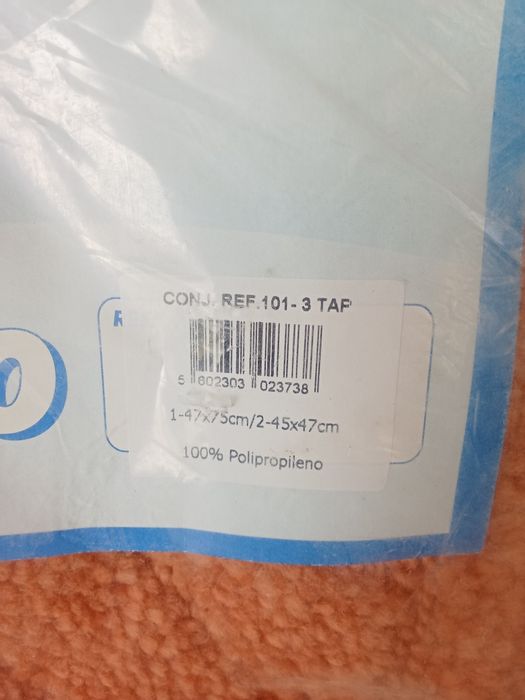 CONJ. REF.101- 3 TAP
5 602303 023738
1-47x75cm/2-45x47cm
100% Polipropileno